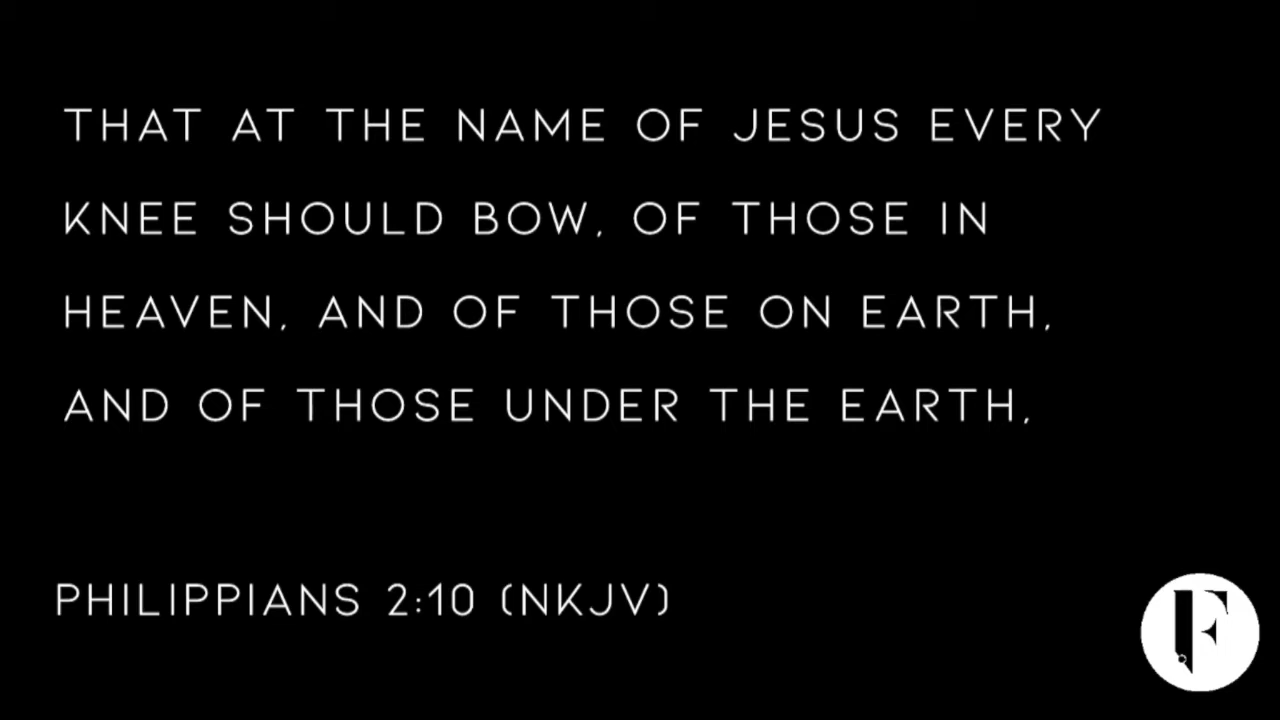 THAT AT THE NAME OF JESUS EVERY
KNEE SHOULD BOW, OF THOSE IN
HEAVEN, AND OF THOSE ON EARTH,
AND OF THOSE UNDER THE EARTH,
PHILIPPIANS 2:10 (NKJV)
F